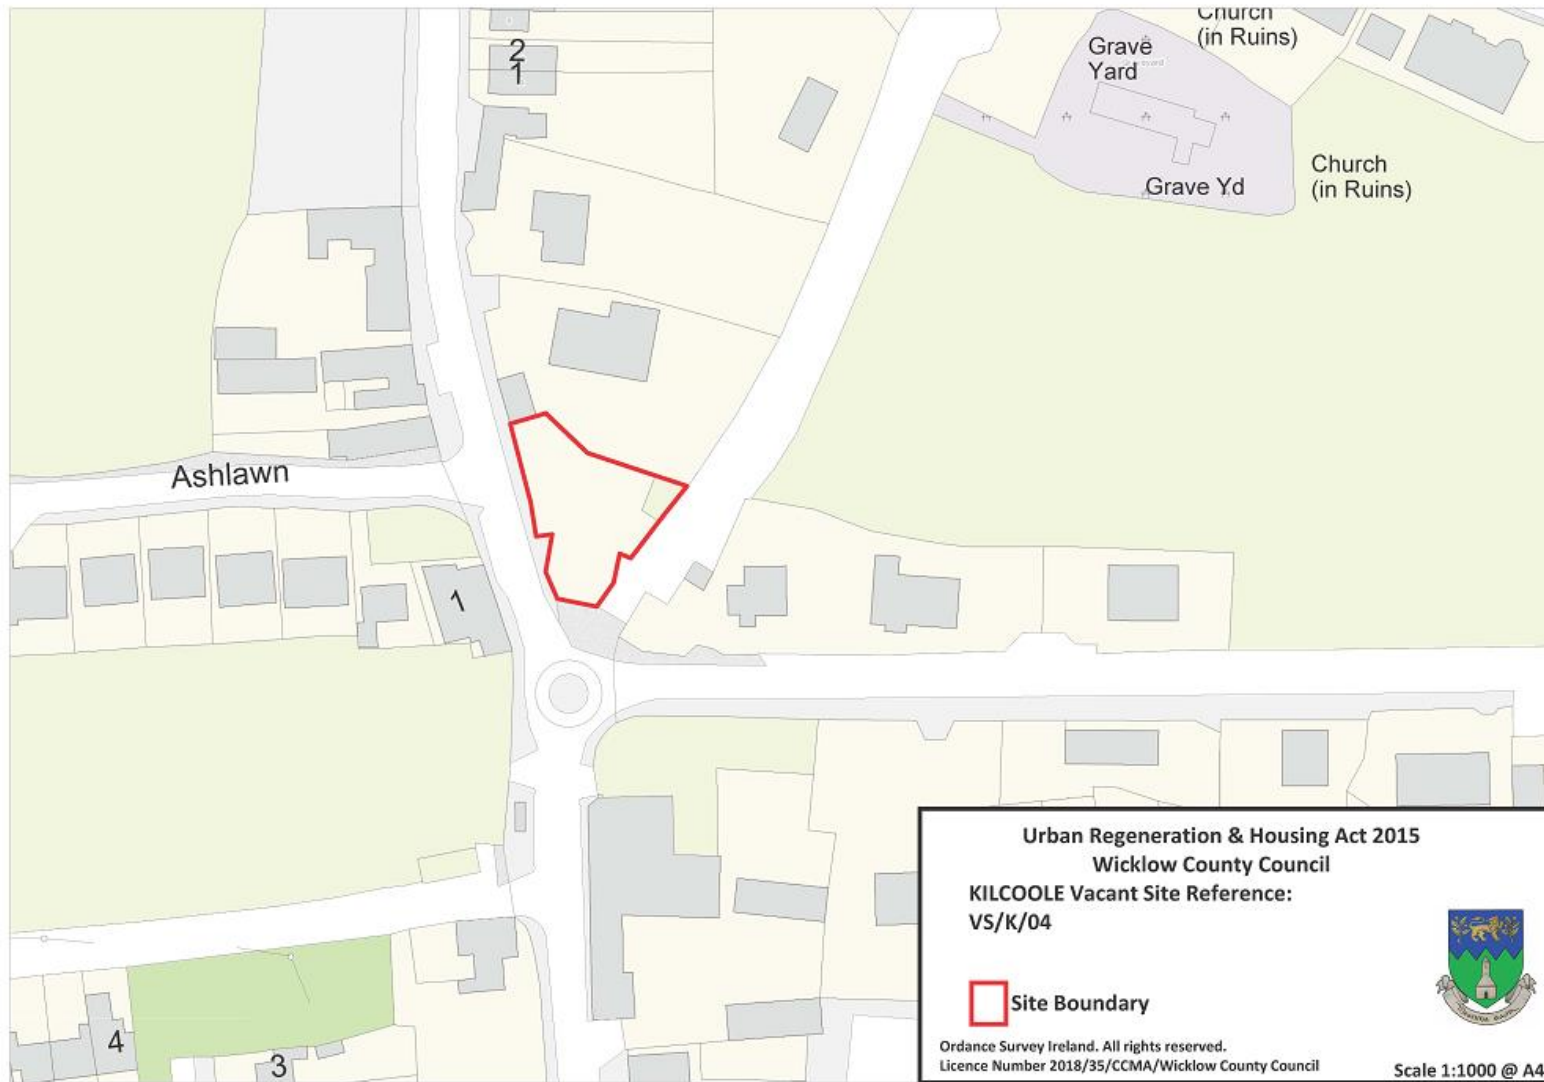 Church
(in Ruins)
Grave
Yard
2
1
Church
(in Ruins)
Grave Yd
Ashlawn
1
Urban Regeneration & Housing Act 2015
Wicklow County Council
KILCOOLE Vacant Site Reference:
VS/K/04
Site Boundary
4
3
Ordance Survey Ireland. All rights reserved.
Licence Number 2018/35/CCMA/Wicklow County Council
Scale 1:1000 @ A4